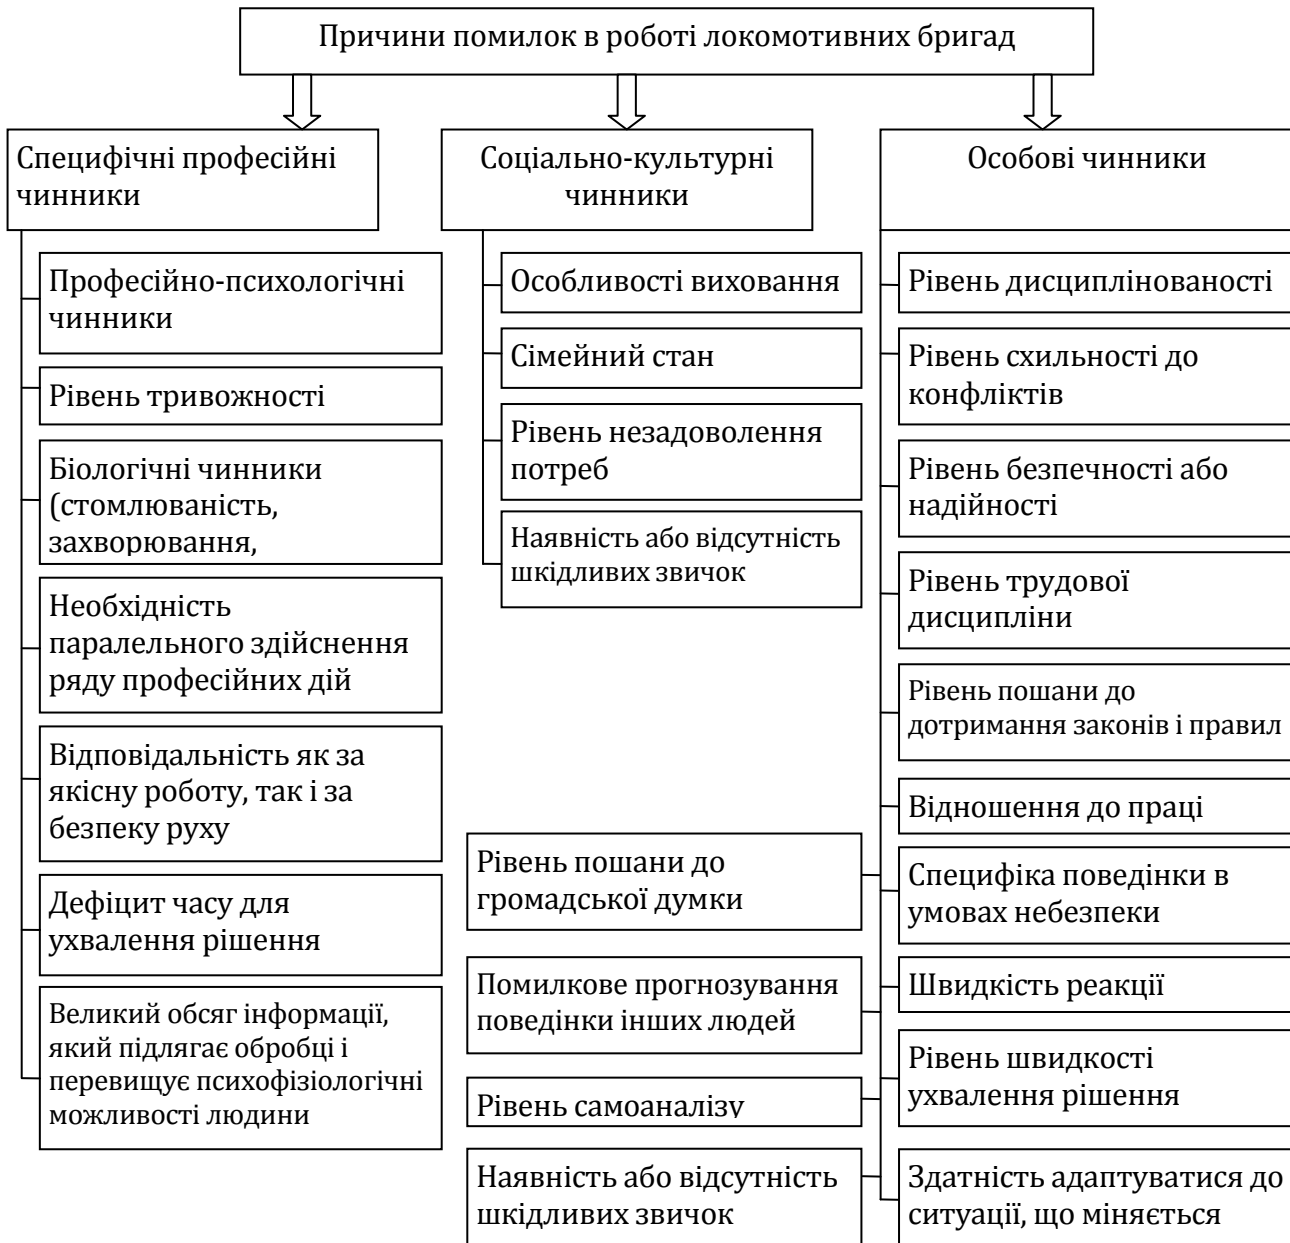 Причини помилок в роботі локомотивних бригад
Специфічні професійні
чинники
Професійно-психологічні
чинники
Рівень тривожності
Біологічні чинники
(стомлюваність,
захворювання,
Необхідність
паралельного здійснення
ряду професійних дій
Відповідальність як за
якісну роботу, так і за
безпеку руху
Дефіцит часу для
ухвалення рішення
Великий обсяг інформації,
який підлягає обробці і
перевищує психофізіологічні
можливості людини
Соціально-культурні
чинники
Особливості виховання
Сімейний стан
Рівень незадоволення
потреб
Наявність або відсутність
шкідливих звичок
Особові чинники
Рівень дисциплінованості
Рівень схильності до
конфліктів
Рівень безпечності або
надійності
Рівень трудової
дисципліни
Рівень пошани до
дотримання законів і правил
Відношення до праці
Специфіка поведінки в
умовах небезпеки
Швидкість реакції
Рівень швидкості
ухвалення рішення
Здатність адаптуватися до
ситуації, що міняється
Рівень пошани до
громадської думки
Помилкове прогнозування
поведінки інших людей
Рівень самоаналізу
Наявність або відсутність
шкідливих звичок